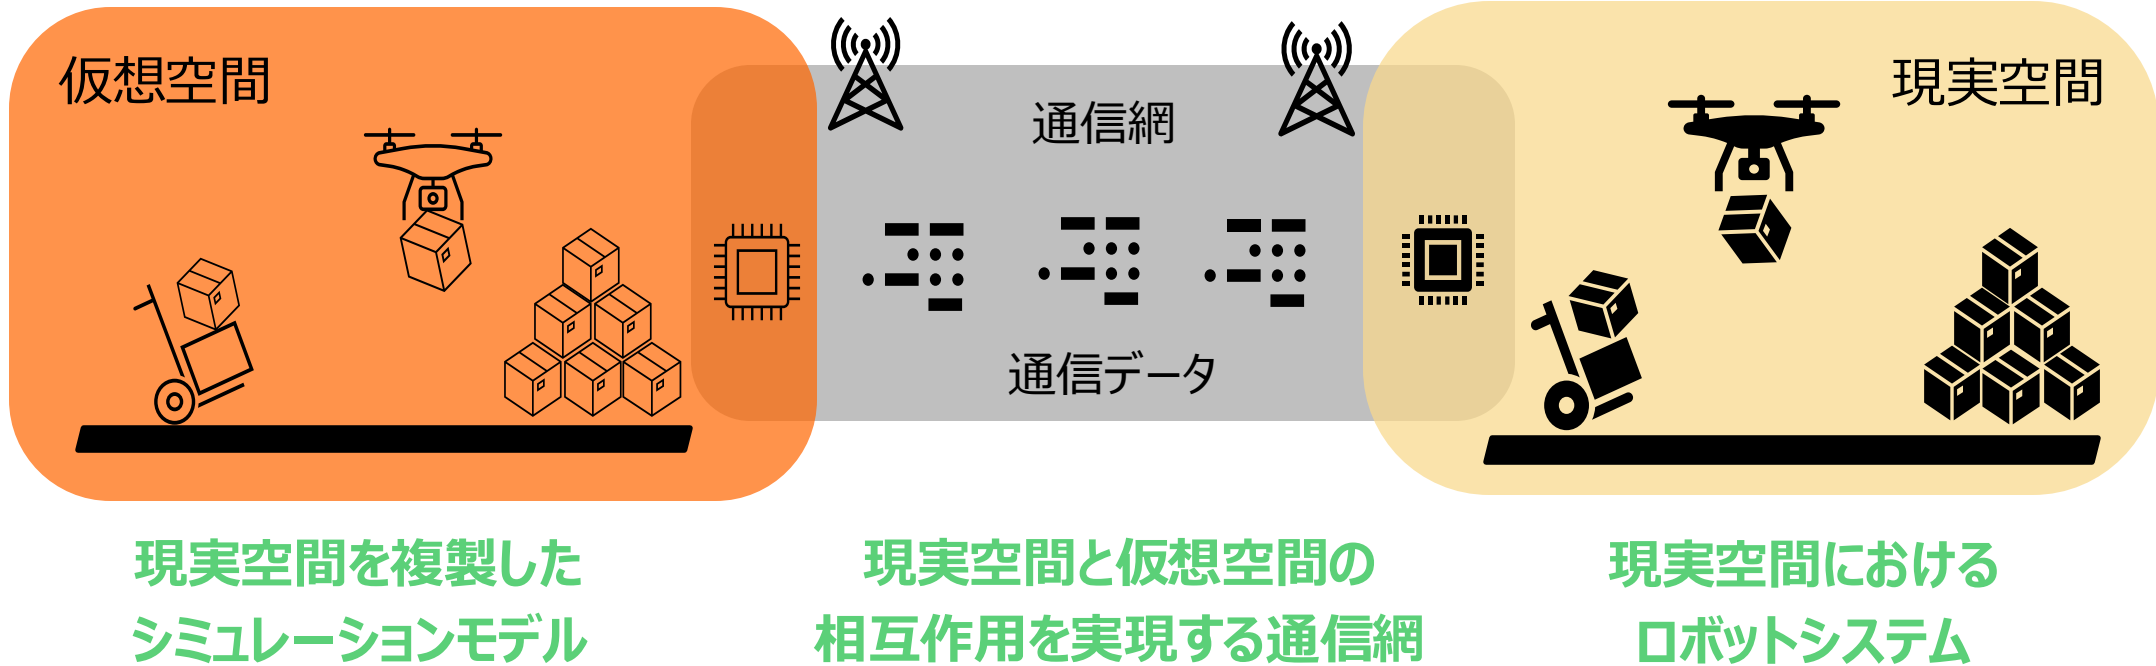 仮想空間
通信網
現実空間
通信データ
現実空間を複製した
シミュレーションモデル
現実空間と仮想空間の
相互作用を実現する通信網
現実空間における
ロボットシステム